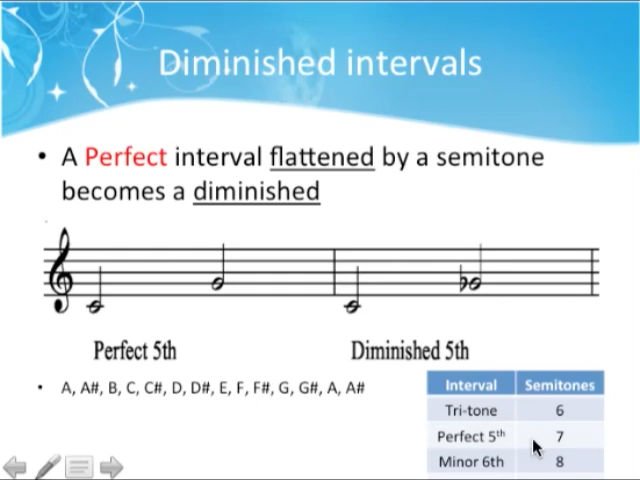 Diminished intervals
• A Perfect interval flattened by a semitone
becomes a diminished
Perfect 5th
Diminished 5th
• A, A#, B, C, C#, D, D#, E, F, F#, G, G#, A, A#
Interval Semitones
Tri-tone 6
Perfect 5th 7
Minor 6th 8